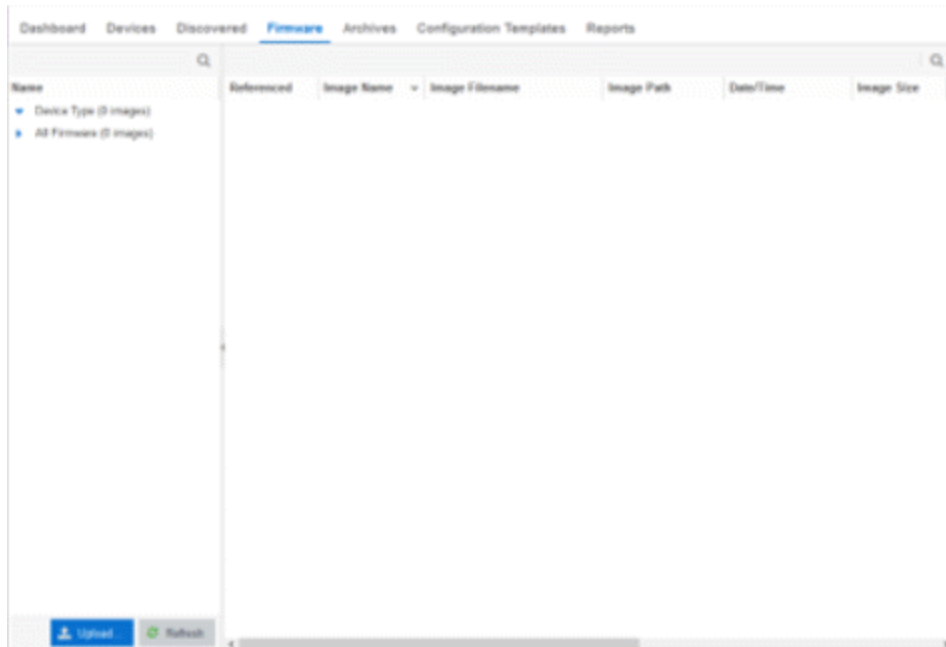 Dashboard Devices Discovered Firmware Archives Configuration Templates Reports
Name Referenced Image Name Image Filename Image Path Date/Time Image Size
Device Type (0 images)
All Firmware (0 images)
Upload... Refresh